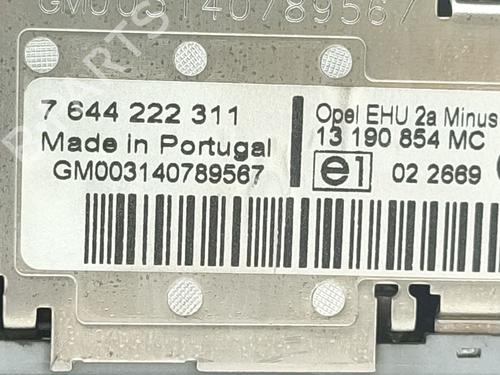 GM003140789567
7 644 222 311
Made in Portugal
GM003140789567
Opel EHU 2a Minus
13 190 854 MC
e1 02 2669